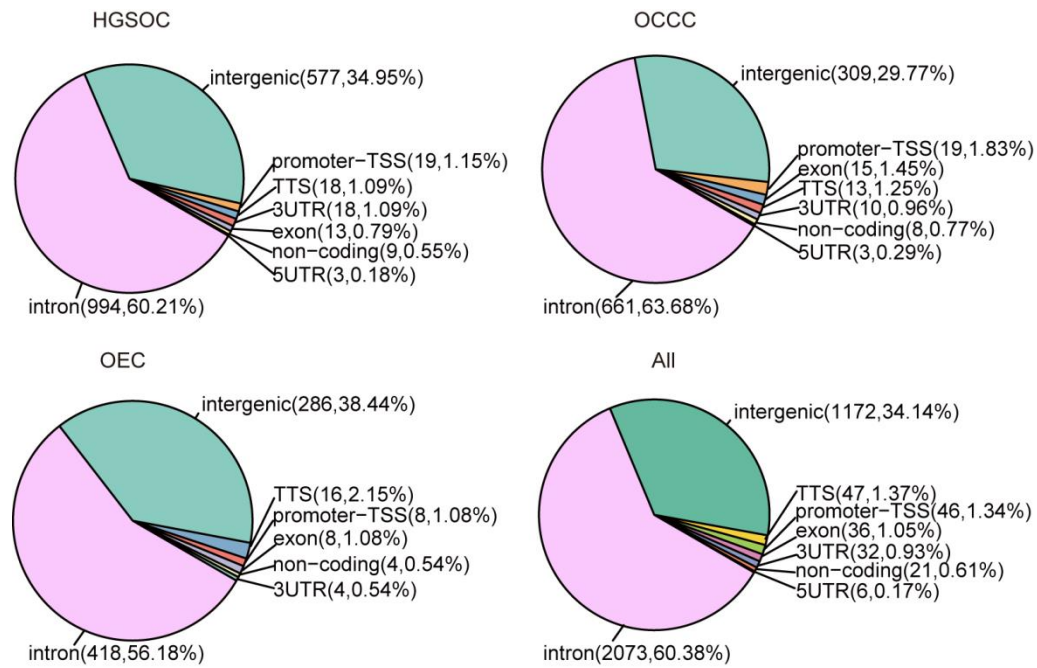 HGSOC
intergenic(577,34.95%)
promoter-TSS(19,1.15%)
TTS(18,1.09%)
3UTR(18,1.09%)
exon(13,0.79%)
non-coding(9,0.55%)
5UTR(3,0.18%)
intron(994,60.21%)
OCCC
intergenic(309,29.77%)
promoter-TSS(19,1.83%)
exon(15,1.45%)
TTS(13,1.25%)
3UTR(10,0.96%)
non-coding(8,0.77%)
5UTR(3,0.29%)
intron(661,63.68%)
OEC
intergenic(286,38.44%)
TTS(16,2.15%)
promoter-TSS(8,1.08%)
exon(8,1.08%)
non-coding(4,0.54%)
3UTR(4,0.54%)
intron(418,56.18%)
All
intergenic(1172,34.14%)
TTS(47,1.37%)
promoter-TSS(46,1.34%)
exon(36,1.05%)
3UTR(32,0.93%)
non-coding(21,0.61%)
5UTR(6,0.17%)
intron(2073,60.38%)